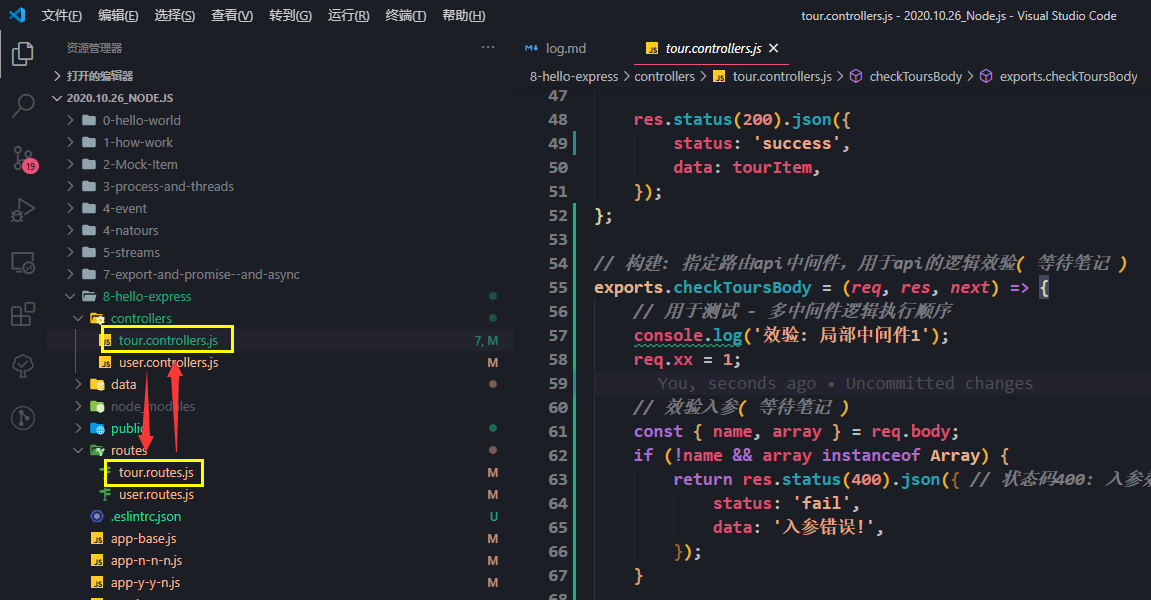 文件(F) 编辑(E) 选择(S) 查看(V) 转到(G) 运行(R) 终端(T) 帮助(H) tour.controllers.js - 2020.10.26_Node.js - Visual Studio Code
资源管理器 ...
打开的编辑器
2020.10.26_NODE.JS
0-hello-world
1-how-work
2-Mock-Item
3-process-and-threads
4-event
4-natours
5-streams
7-export-and-promise--and-async
8-hello-express
controllers
JS tour.controllers.js 7, M
JS user.controllers.js M
data
node_modules
public
routes
tour.routes.js M
user.routes.js M
.eslintrc.json U
JS app-base.js M
JS app-n-n-n.js M
JS app-y-y-n.js M
19
M↓ log.md JS tour.controllers.js ×
8-hello-express > controllers > JS tour.controllers.js > checkToursBody > exports.checkToursBody
47
48 res.status(200).json({
49 status: 'success',
50 data: tourItem,
51 });
52 };
53
54 // 构建: 指定路由api中间件，用于api的逻辑效验( 等待笔记 )
55 exports.checkToursBody = (req, res, next) => {
56 // 用于测试 - 多中间件逻辑执行顺序
57 console.log('效验: 局部中间件1');
58 req.xx = 1;
59 You, seconds ago • Uncommitted changes
60 // 效验入参( 等待笔记 )
61 const { name, array } = req.body;
62 if (!name && array instanceof Array) {
63 return res.status(400).json({ // 状态码400: 入参
64 status: 'fail',
65 data: '入参错误!',
66 });
67 }
68